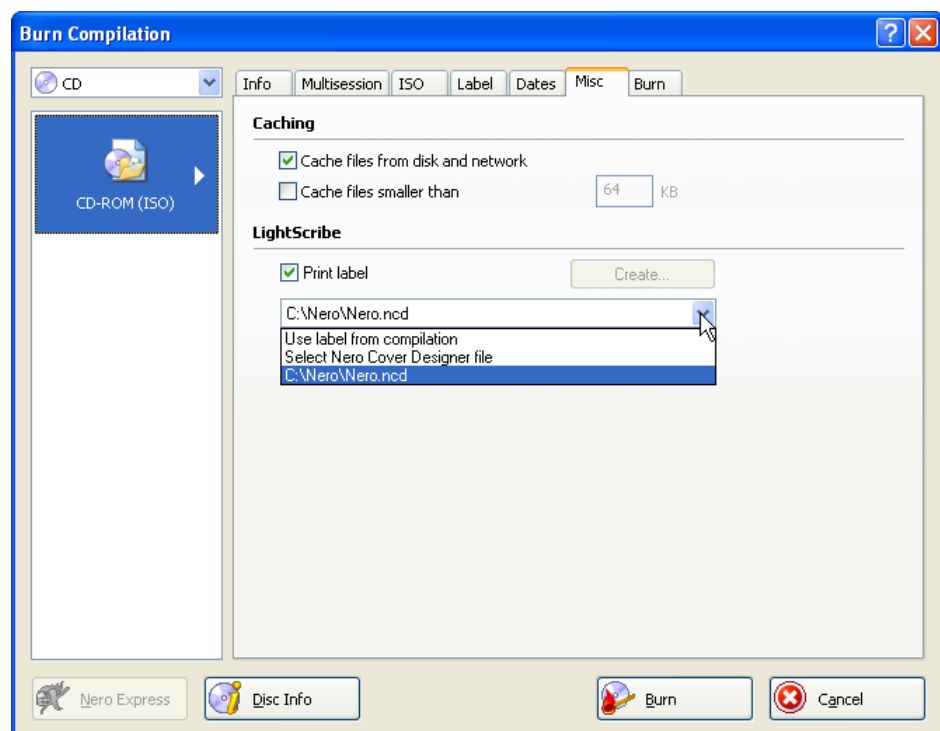 Burn Compilation
CD
Info Multisession ISO Label Dates Misc Burn
CD-ROM (ISO)
Caching
Cache files from disk and network
Cache files smaller than 64 KB
LightScribe
Print label Create...
C:\Nero\Nero.ncd
Use label from compilation
Select Nero Cover Designer file
C:\Nero\Nero.ncd
Nero Express Disc Info Burn Cancel